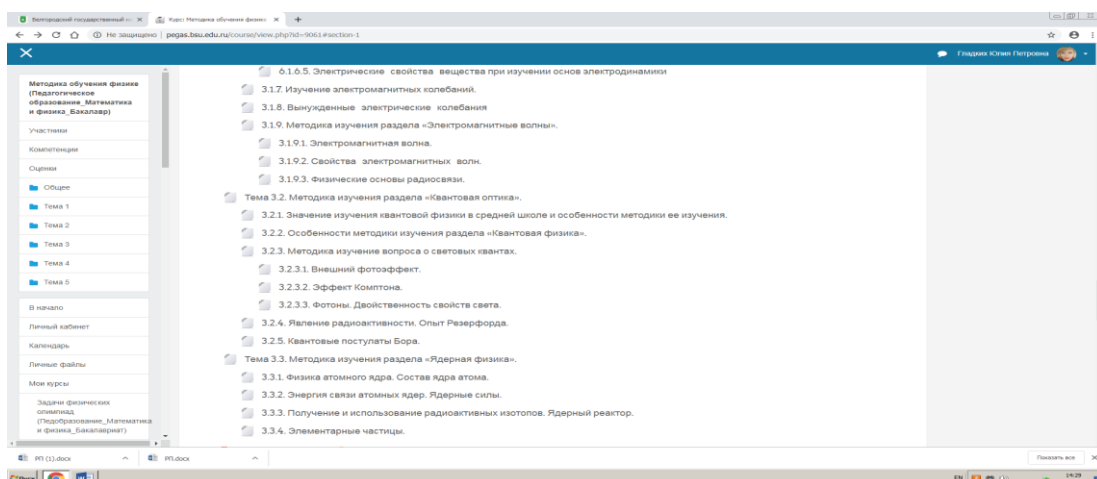 Белгородский государственный
Курс: Методика обучения физике
Не защищено | pegas.bsu.edu.ru/course/view.php?id=9061#section-1
Гладких Юлия Петровна
Методика обучения физике
(Педагогическое
образование_Математика
и физика_Бакалавр)
Участники
Компетенции
Оценки
Общее
Тема 1
Тема 2
Тема 3
Тема 4
Тема 5
В начало
Личный кабинет
Календарь
Личные файлы
Мои курсы
Задачи физических
олимпиад
(Педобразование_Математика
и физика_Бакалавриат)
6.1.6.5. Электрические свойства вещества при изучении основ электродинамики
3.1.7. Изучение электромагнитных колебаний.
3.1.8. Вынужденные электрические колебания
3.1.9. Методика изучения раздела «Электромагнитные волны».
3.1.9.1. Электромагнитная волна.
3.1.9.2. Свойства электромагнитных волн.
3.1.9.3. Физические основы радиосвязи.
Тема 3.2. Методика изучения раздела «Квантовая оптика».
3.2.1. Значение изучения квантовой физики в средней школе и особенности методики ее изучения.
3.2.2. Особенности методики изучения раздела «Квантовая физика».
3.2.3. Методика изучение вопроса о световых квантах.
3.2.3.1. Внешний фотоэффект.
3.2.3.2. Эффект Комптона.
3.2.3.3. Фотоны. Двойственность свойств света.
3.2.4. Явление радиоактивности. Опыт Резерфорда.
3.2.5. Квантовые постулаты Бора.
Тема 3.3. Методика изучения раздела «Ядерная физика».
3.3.1. Физика атомного ядра. Состав ядра атома.
3.3.2. Энергия связи атомных ядер. Ядерные силы.
3.3.3. Получение и использование радиоактивных изотопов. Ядерный реактор.
3.3.4. Элементарные частицы.
РП (1).docx
РП.docx
Показать все
EN
14:29